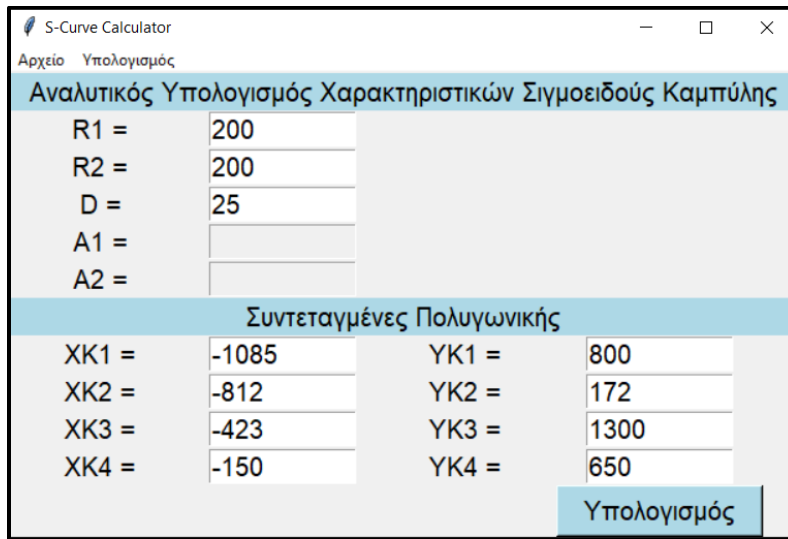 S-Curve Calculator
Αρχείο Υπολογισμός
Αναλυτικός Υπολογισμός Χαρακτηριστικών Σιγμοειδούς Καμπύλης
R1 = 200
R2 = 200
D = 25
A1 =
A2 =
Συντεταγμένες Πολυγωνικής
XK1 = -1085 YK1 = 800
XK2 = -812 YK2 = 172
XK3 = -423 YK3 = 1300
XK4 = -150 YK4 = 650
Υπολογισμός